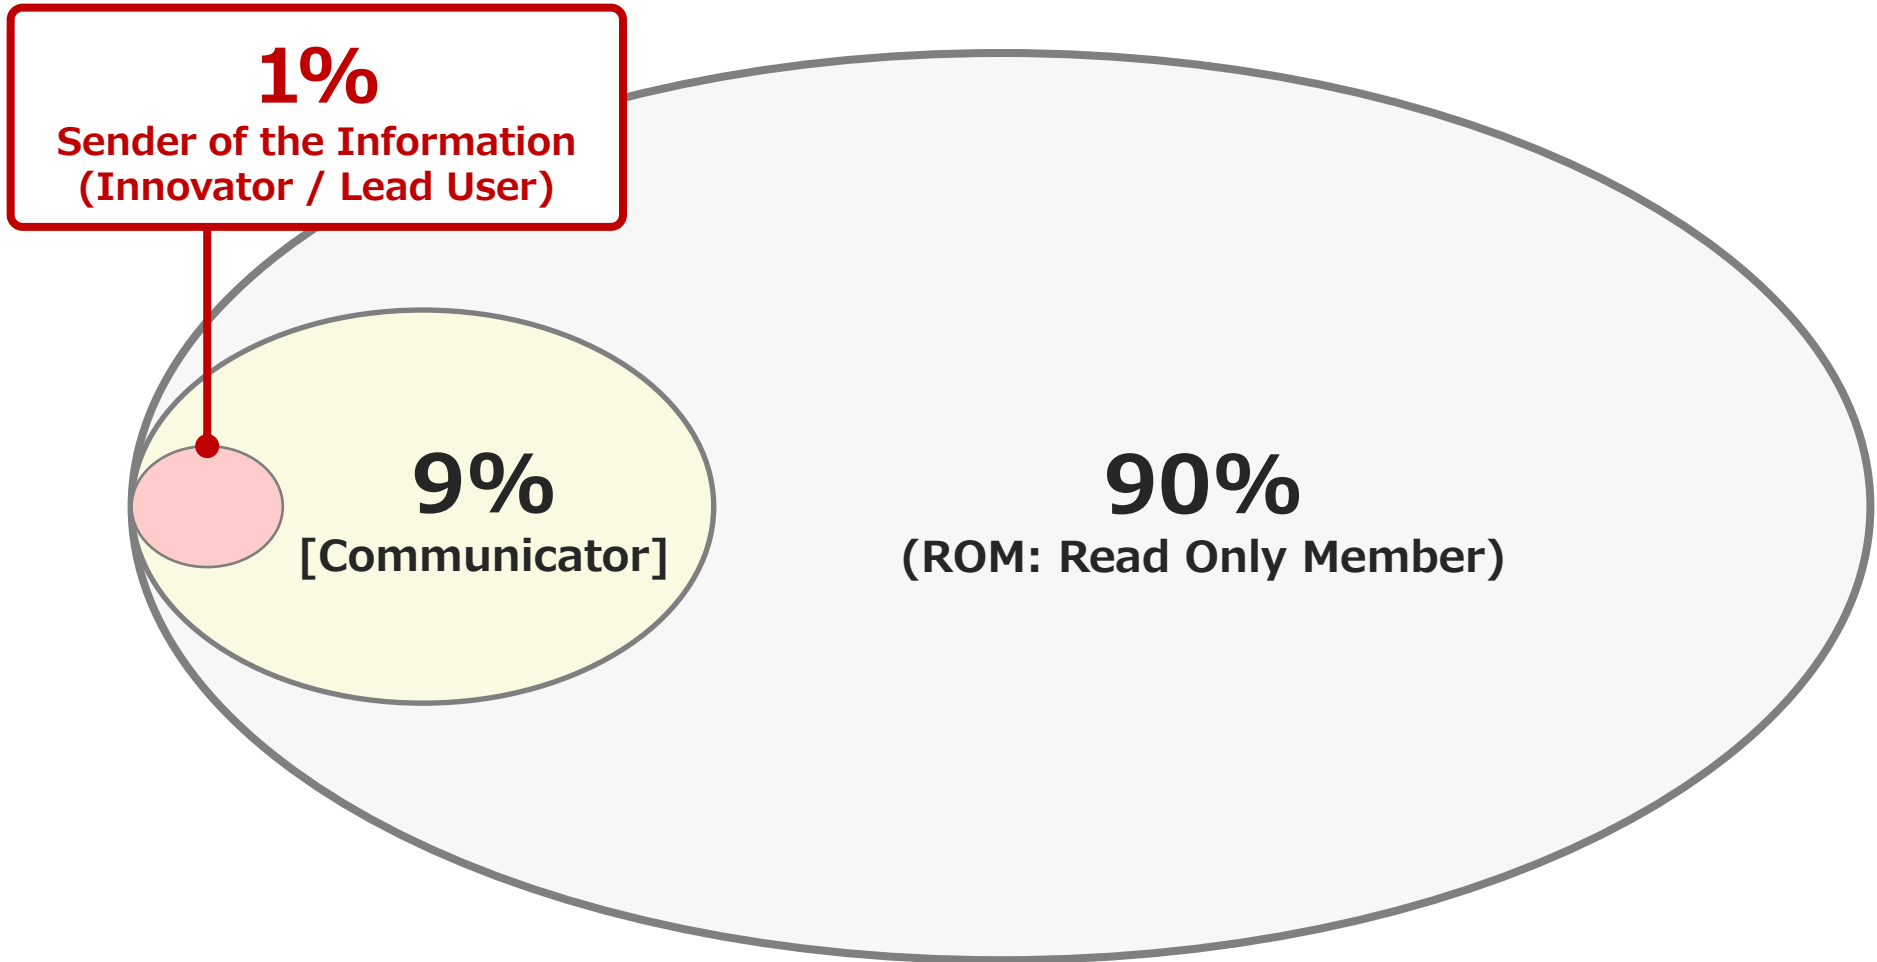 1%
Sender of the Information
(Innovator / Lead User)
9%
[Communicator]
90%
(ROM: Read Only Member)